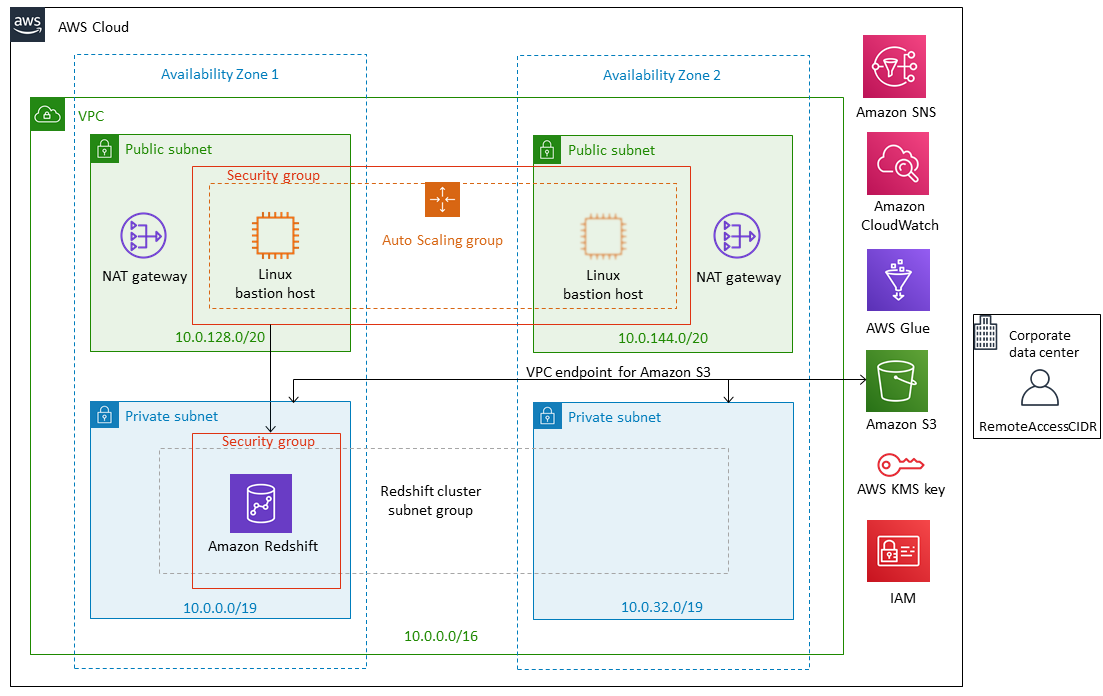 aws
AWS Cloud
Availability Zone 1
Availability Zone 2
VPC
Public subnet
Public subnet
Security group
NAT gateway
Linux
bastion host
Auto Scaling group
Linux
bastion host
NAT gateway
10.0.128.0/20
10.0.144.0/20
VPC endpoint for Amazon S3
Private subnet
Private subnet
Security group
Amazon Redshift
Redshift cluster
subnet group
10.0.0.0/19
10.0.32.0/19
10.0.0.0/16
Amazon SNS
Amazon
CloudWatch
AWS Glue
Amazon S3
AWS KMS key
IAM
Corporate
data center
RemoteAccessCIDR